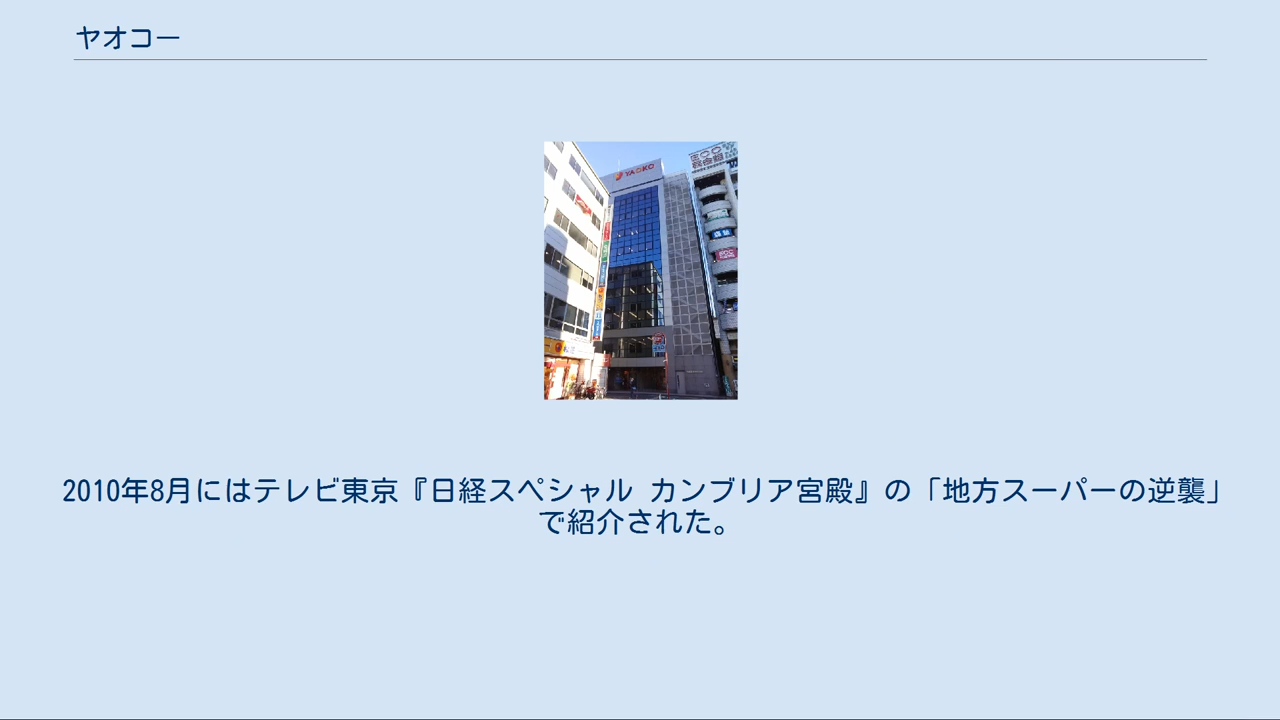 ヤオコー
YAOKO
2010年8月にはテレビ東京『日経スペシャル カンブリア宮殿』の「地方スーパーの逆襲」
で紹介された。